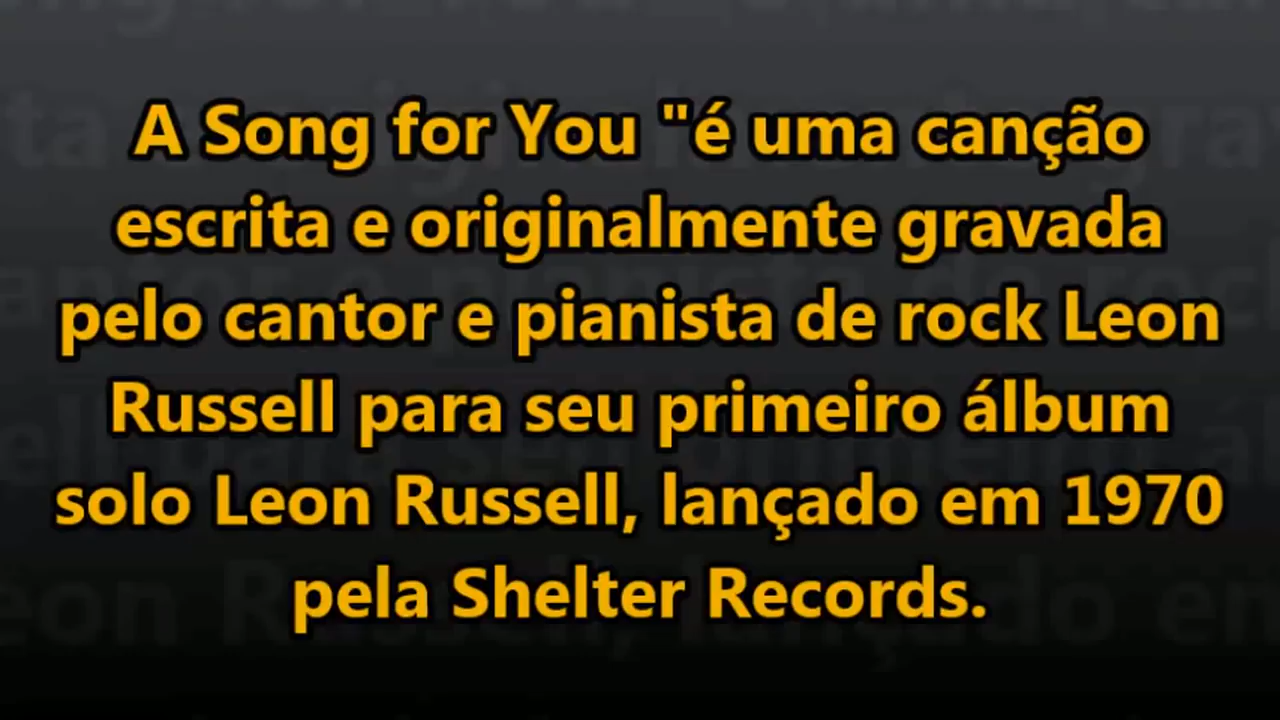 A Song for You "é uma canção
escrita e originalmente gravada
pelo cantor e pianista de rock Leon
Russell para seu primeiro álbum
solo Leon Russell, lançado em 1970
pela Shelter Records.